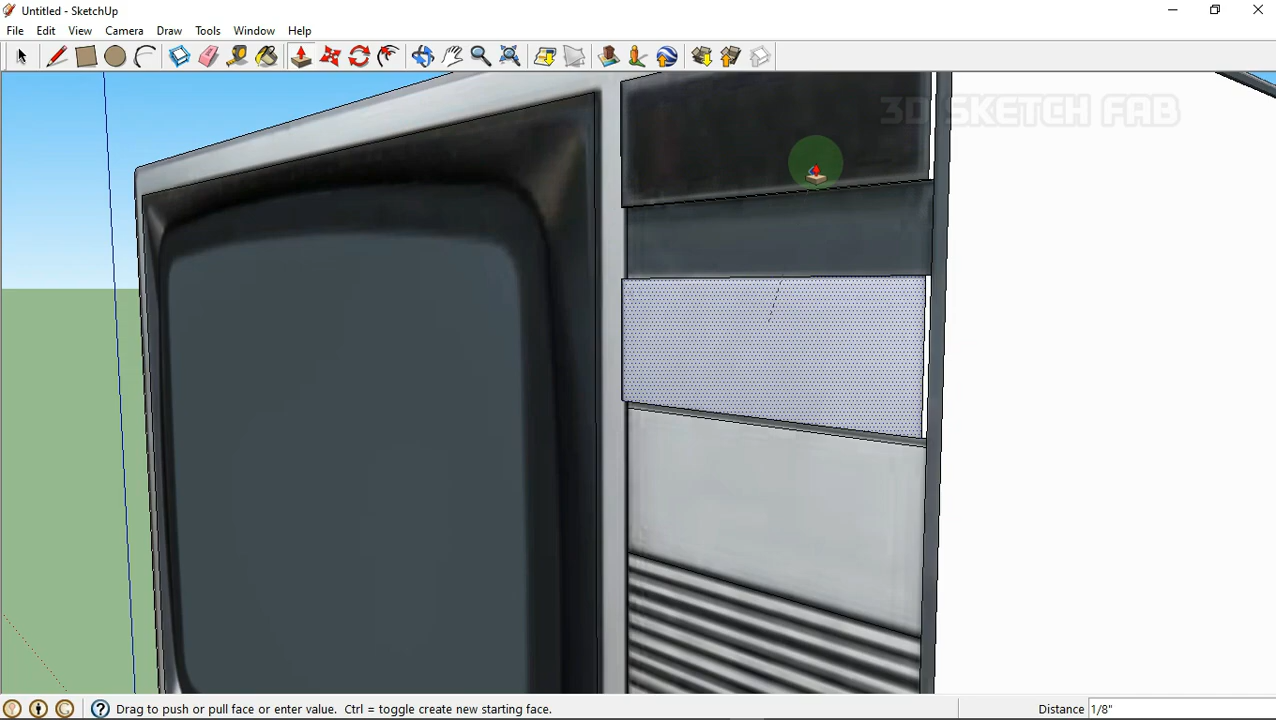 Untitled - SketchUp
File Edit View Camera Draw Tools Window Help
3D SKETCH FAB
Drag to push or pull face or enter value. Ctrl = toggle create new starting face.
Distance 1/8"